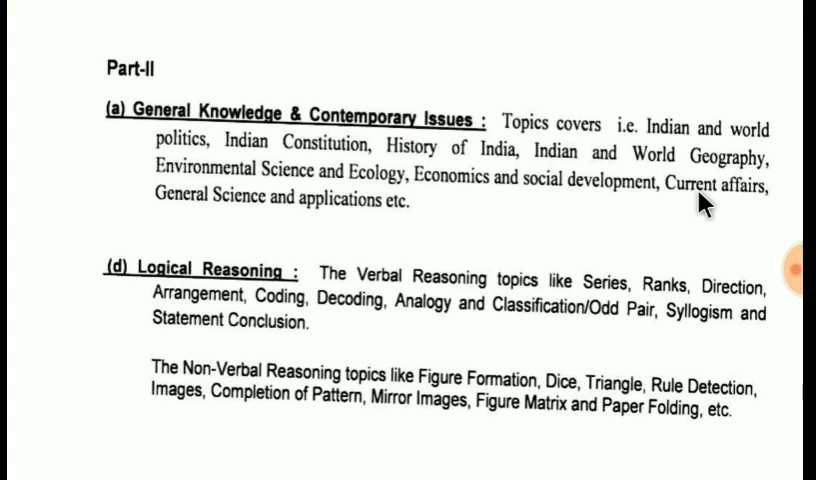 Part-II
(a) General Knowledge & Contemporary Issues : Topics covers i.e. Indian and world
politics, Indian Constitution, History of India, Indian and World Geography,
Environmental Science and Ecology, Economics and social development, Current affairs,
General Science and applications etc.
(d) Logical Reasoning : The Verbal Reasoning topics like Series, Ranks, Direction,
Arrangement, Coding, Decoding, Analogy and Classification/Odd Pair, Syllogism and
Statement Conclusion.
The Non-Verbal Reasoning topics like Figure Formation, Dice, Triangle, Rule Detection,
Images, Completion of Pattern, Mirror Images, Figure Matrix and Paper Folding, etc.